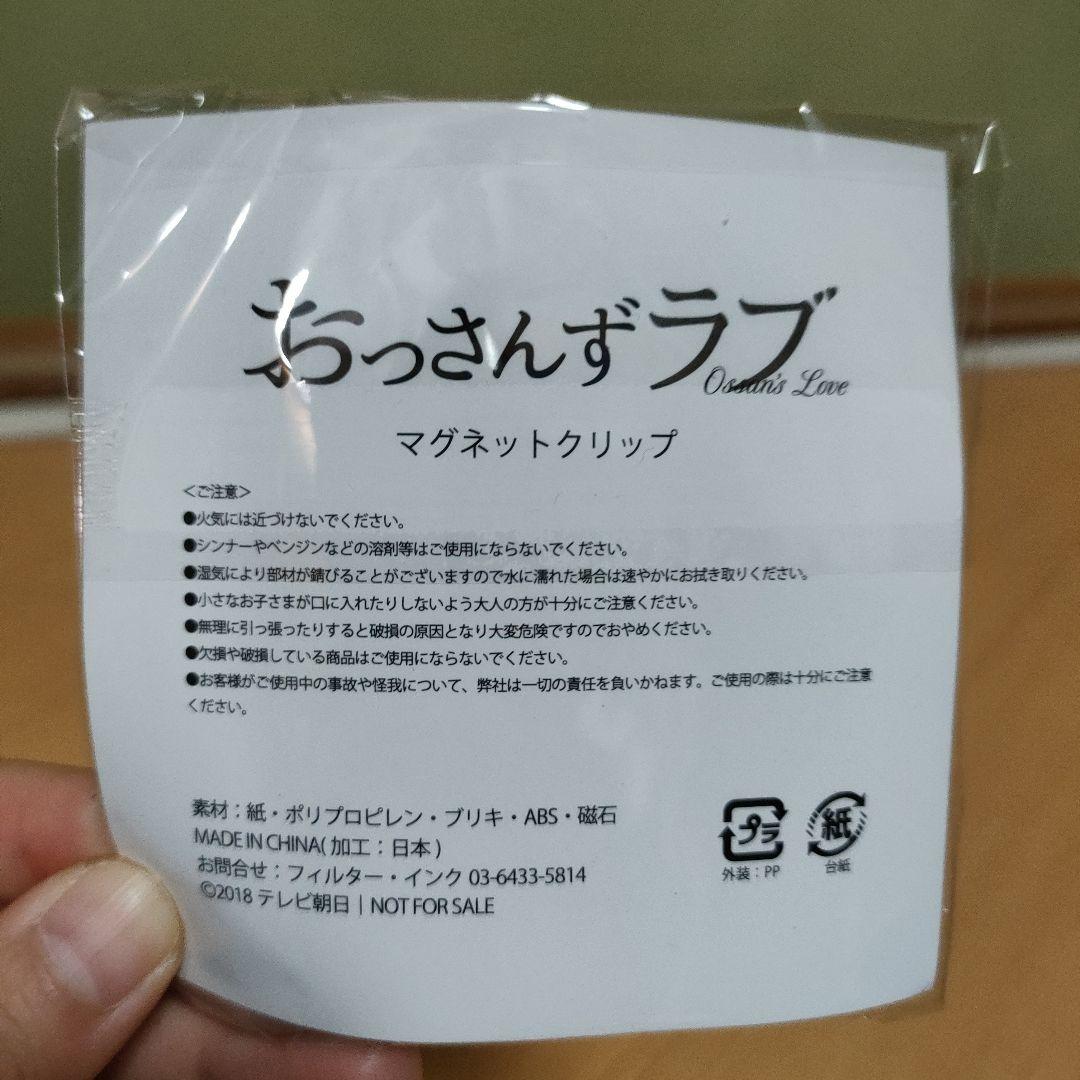 おっさんずラブ
Ossan's Love
マグネットクリップ
＜ご注意＞
●火気には近づけないでください。
●シンナーやベンジンなどの溶剤等はご使用にならないでください。
●湿気により部材が錆びることがございますので水に濡れた場合は速やかにお拭き取りください。
●小さなお子さまが口に入れたりしないよう大人の方が十分にご注意ください。
●無理に引っ張ったりすると破損の原因となり大変危険ですのでおやめください。
●欠損や破損している商品はご使用にならないでください。
●お客様がご使用中の事故や怪我について、弊社は一切の責任を負いかねます。ご使用の際は十分にご注意
ください。
素材：紙・ポリプロピレン・ブリキ・ABS・磁石
MADE IN CHINA(加工：日本)
お問合せ：フィルター・インク 03-6433-5814
©2018 テレビ朝日｜NOT FOR SALE
プラ
外装：PP
紙
台紙